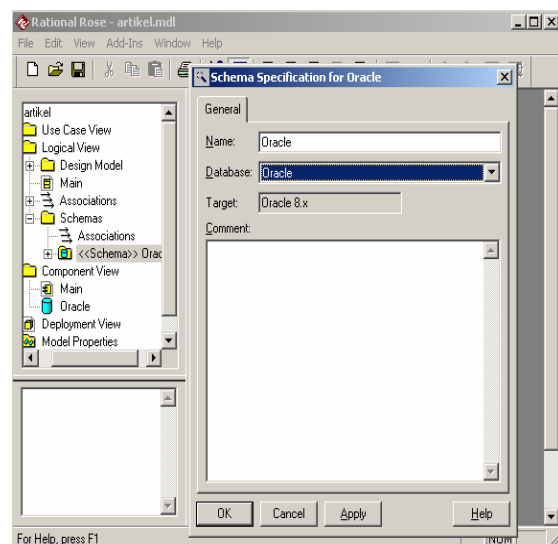 Rational Rose - artikel.mdl
File Edit View Add-Ins Window Help
Schema Specification for Oracle
General
Name: Oracle
Database: Oracle
Target: Oracle 8.x
Comment:
artikel
Use Case View
Logical View
Design Model
Main
Associations
Schemas
Associations
<<Schema>> Orac
Component View
Main
Oracle
Deployment View
Model Properties
OK Cancel Apply Help
For Help, press F1
NUM